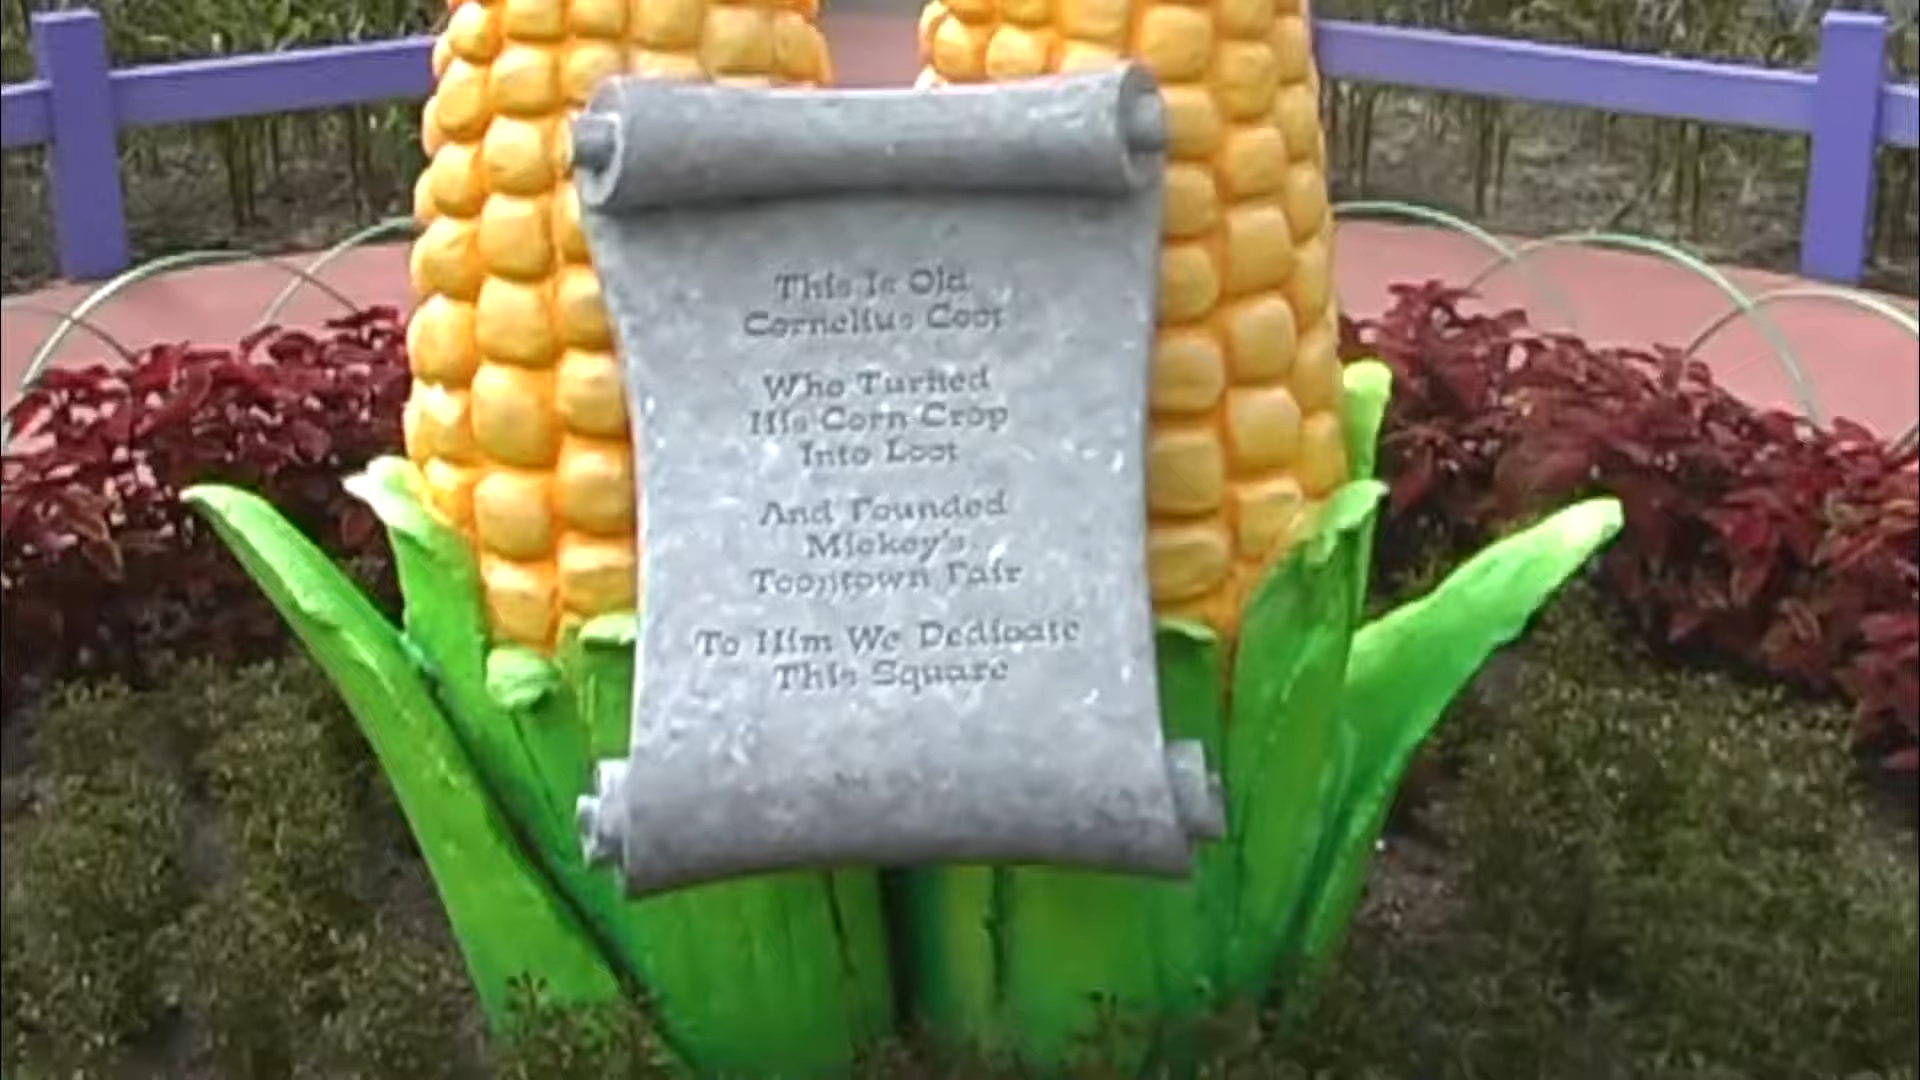 This Is Old
Cornelius Coot
Who Turned
His Corn Crop
Into Loot
And Founded
Mickey's
Toontown Fair
To Him We Dedicate
This Square